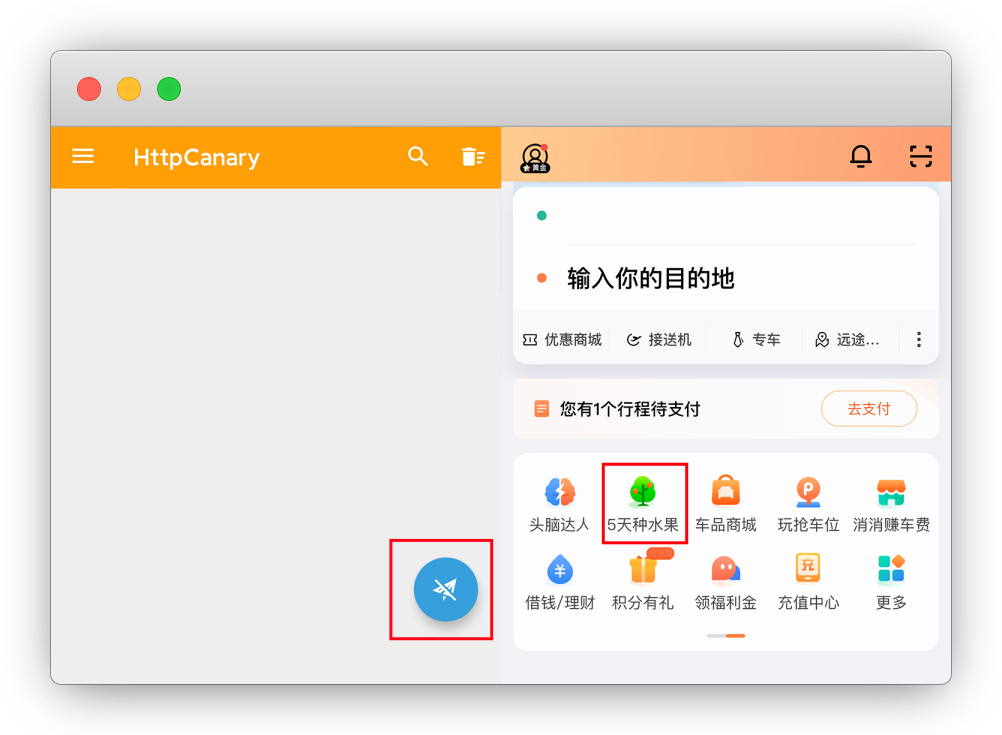 HttpCanary
黄金
输入你的目的地
优惠商城
接送机
专车
远途...
您有1个行程待支付
去支付
头脑达人
5天种水果
车品商城
玩抢车位
消消赚车费
借钱/理财
积分有礼
领福利金
充值中心
更多